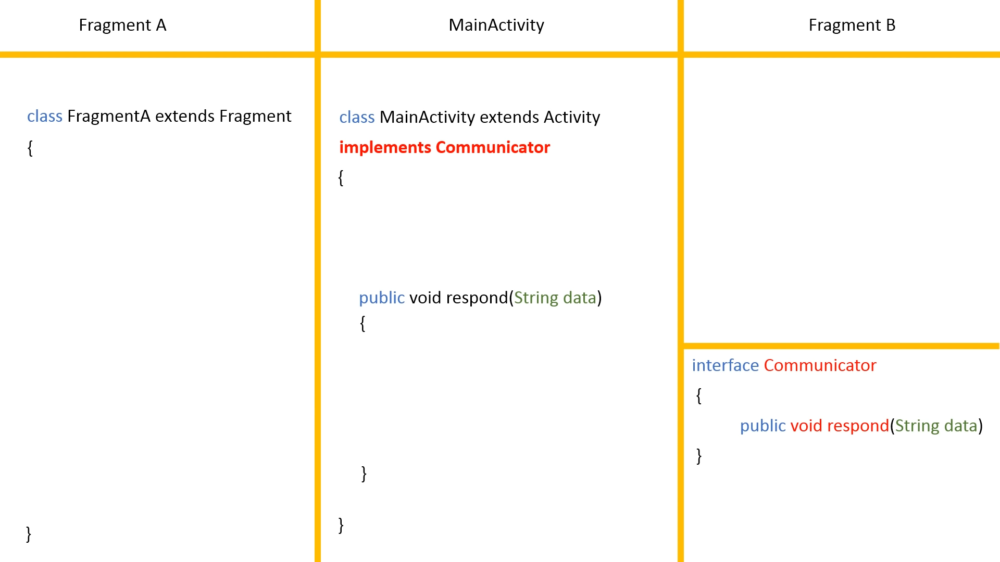 Fragment A
MainActivity
Fragment B
class FragmentA extends Fragment
{
}
class MainActivity extends Activity
implements Communicator
{
public void respond(String data)
{
}
}
interface Communicator
{
public void respond(String data)
}